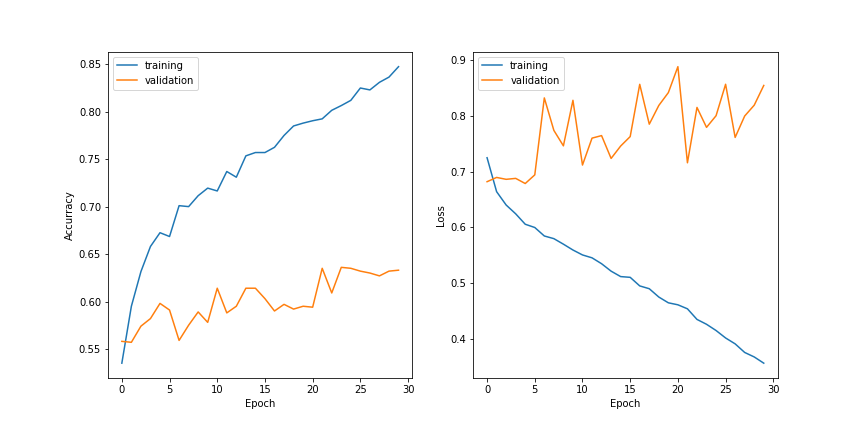 training
validation
0.85
0.80
0.75
0.70
0.65
0.60
0.55
Accurracy
0 5 10 15 20 25 30
Epoch
training
validation
0.9
0.8
0.7
0.6
0.5
0.4
Loss
0 5 10 15 20 25 30
Epoch